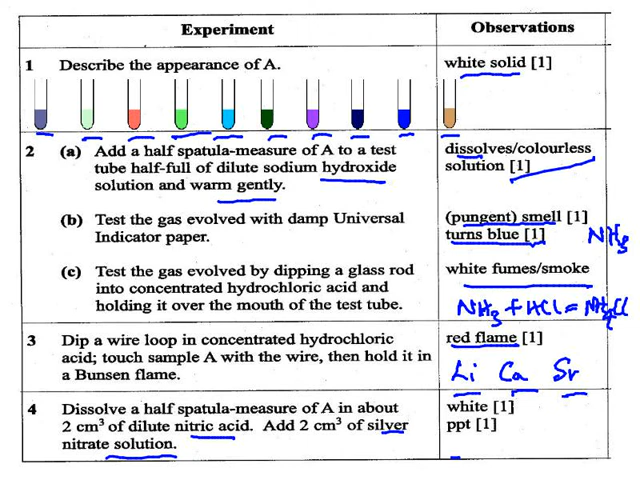 Experiment
Observations
1 Describe the appearance of A.
white solid [1]
2 (a) Add a half spatula-measure of A to a test
tube half-full of dilute sodium hydroxide
solution and warm gently.
dissolves/colourless
solution [1]
(b) Test the gas evolved with damp Universal
Indicator paper.
(pungent) smell [1]
turns blue [1]
NH3
(c) Test the gas evolved by dipping a glass rod
into concentrated hydrochloric acid and
holding it over the mouth of the test tube.
white fumes/smoke
NH3 + HCl = NH4Cl
3 Dip a wire loop in concentrated hydrochloric
acid; touch sample A with the wire, then hold it in
a Bunsen flame.
red flame [1]
Li Ca Sr
4 Dissolve a half spatula-measure of A in about
2 cm³ of dilute nitric acid. Add 2 cm³ of silver
nitrate solution.
white [1]
ppt [1]